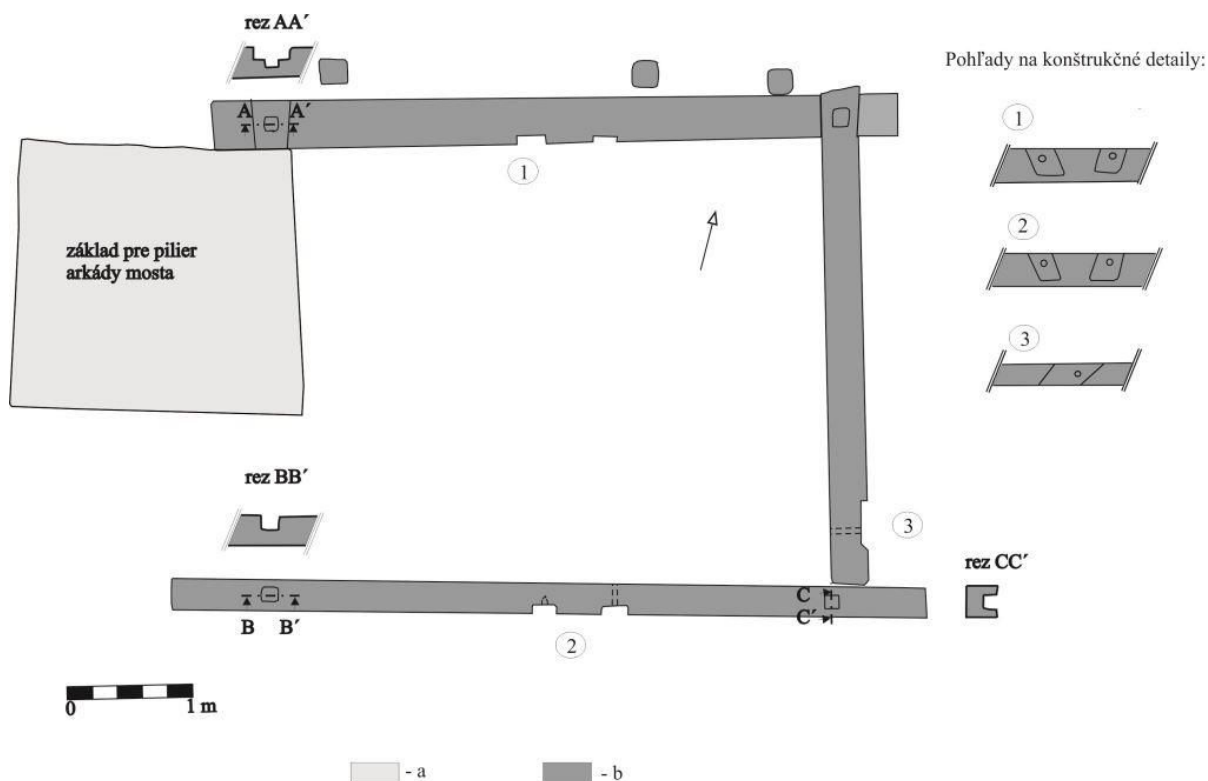 rez AA´
Pohľady na konštrukčné detaily:
A A´
1
1
základ pre pilier
arkády mosta
2
3
rez BB´
3
rez CC´
C
B B´
C´
2
0 1 m
- a - b